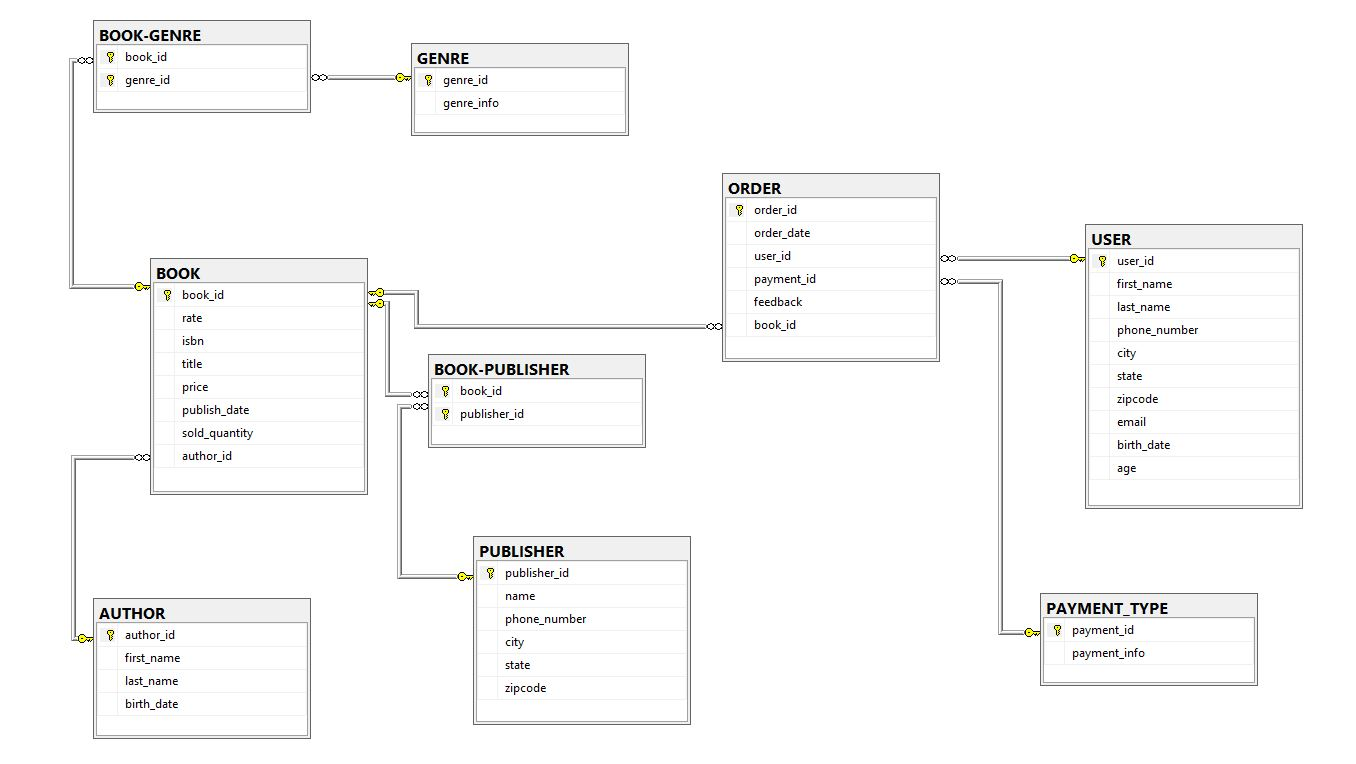 BOOK-GENRE
book_id
genre_id
GENRE
genre_id
genre_info
ORDER
order_id
order_date
user_id
payment_id
feedback
book_id
USER
user_id
first_name
last_name
phone_number
city
state
zipcode
email
birth_date
age
BOOK
book_id
rate
isbn
title
price
publish_date
sold_quantity
author_id
BOOK-PUBLISHER
book_id
publisher_id
PUBLISHER
publisher_id
name
phone_number
city
state
zipcode
AUTHOR
author_id
first_name
last_name
birth_date
PAYMENT_TYPE
payment_id
payment_info